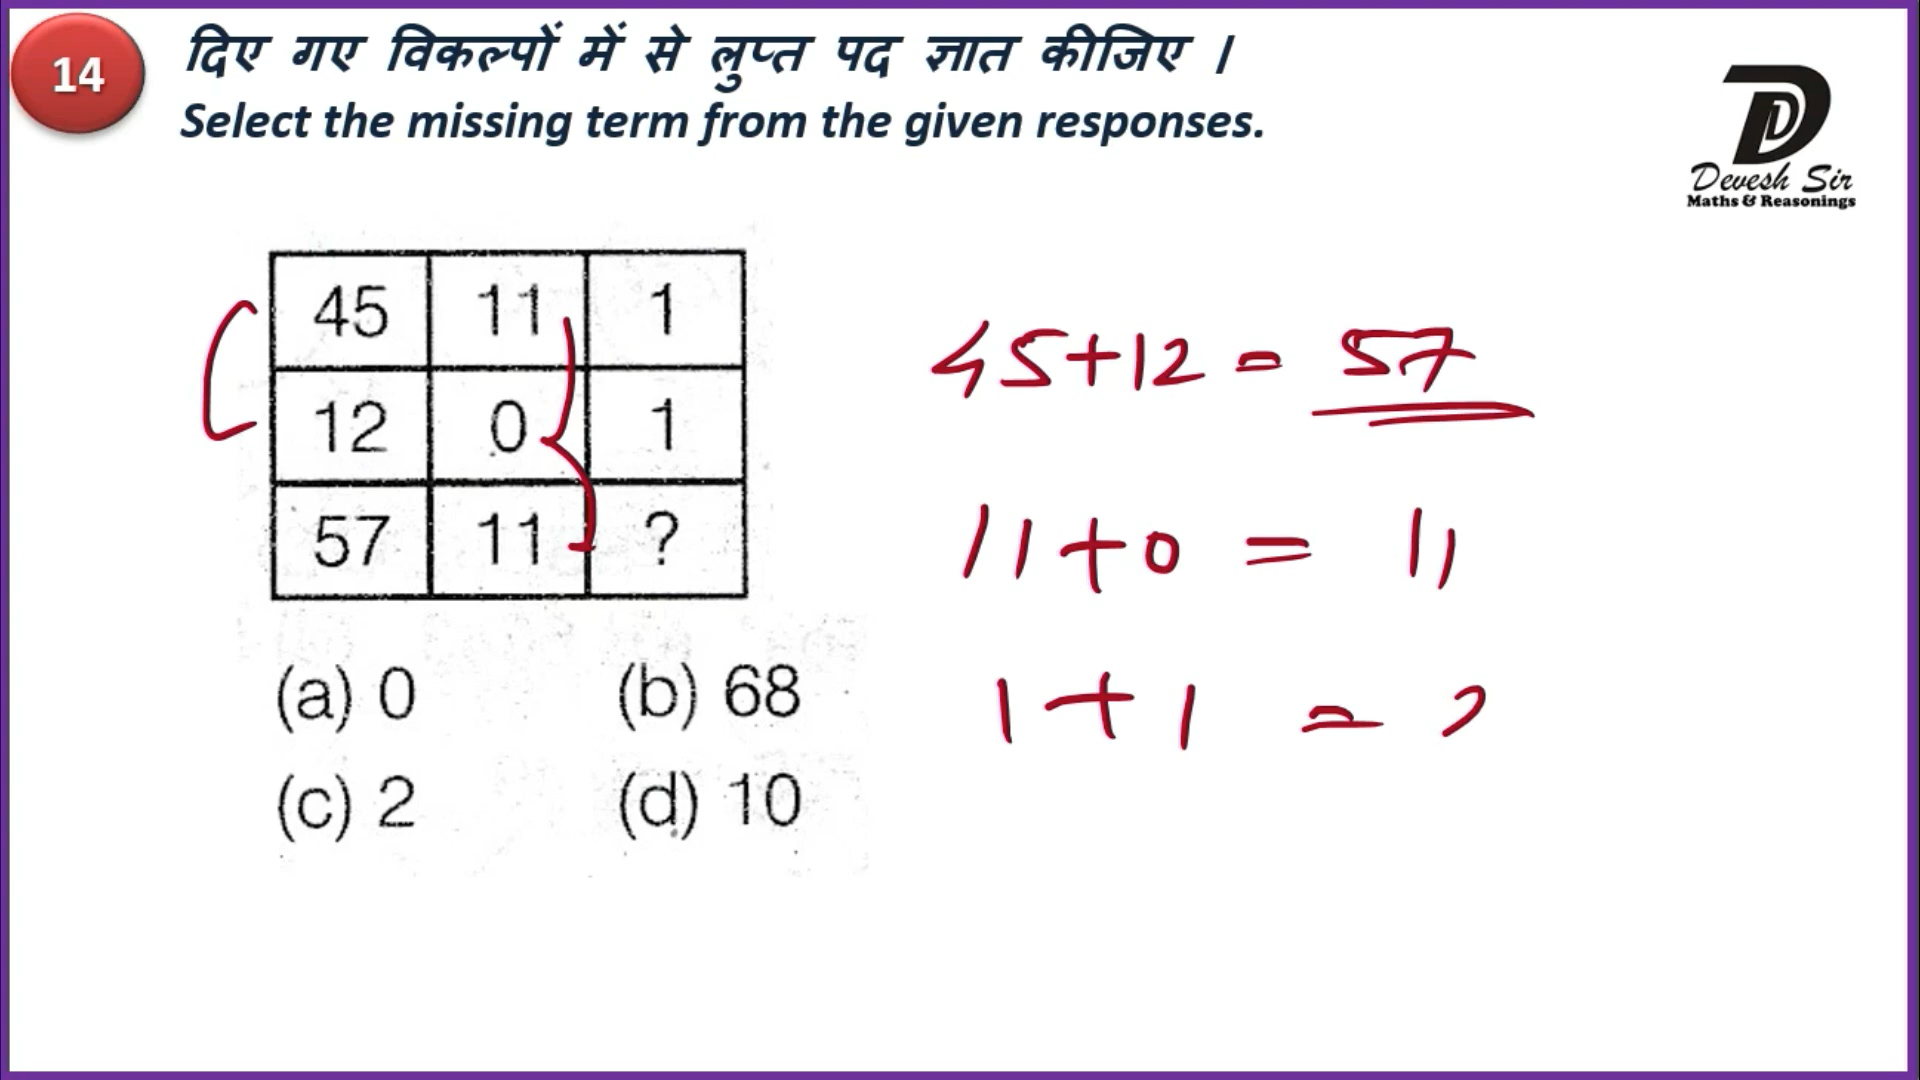 14
दिए गए विकल्पों में से लुप्त पद ज्ञात कीजिए ।
Select the missing term from the given responses.
D
Devesh Sir
Maths & Reasonings
45 11 1
12 0 1
57 11 ?
(a) 0 (b) 68
(c) 2 (d) 10
45+12 = 57
11+0 = 11
1+1 = 2